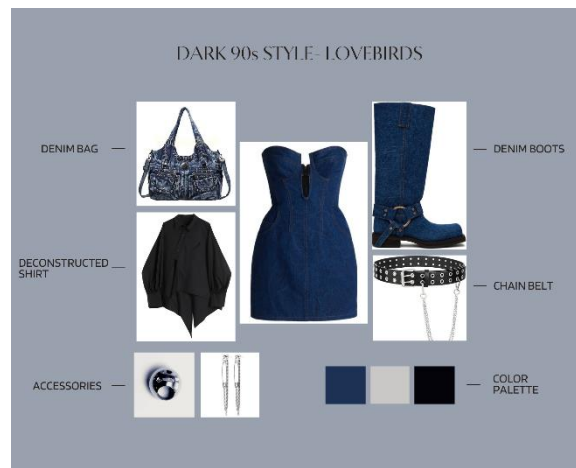 DARK 90s STYLE- LOVEBIRDS
DENIM BAG
DENIM BOOTS
DECONSTRUCTED
SHIRT
CHAIN BELT
ACCESSORIES
COLOR
PALETTE